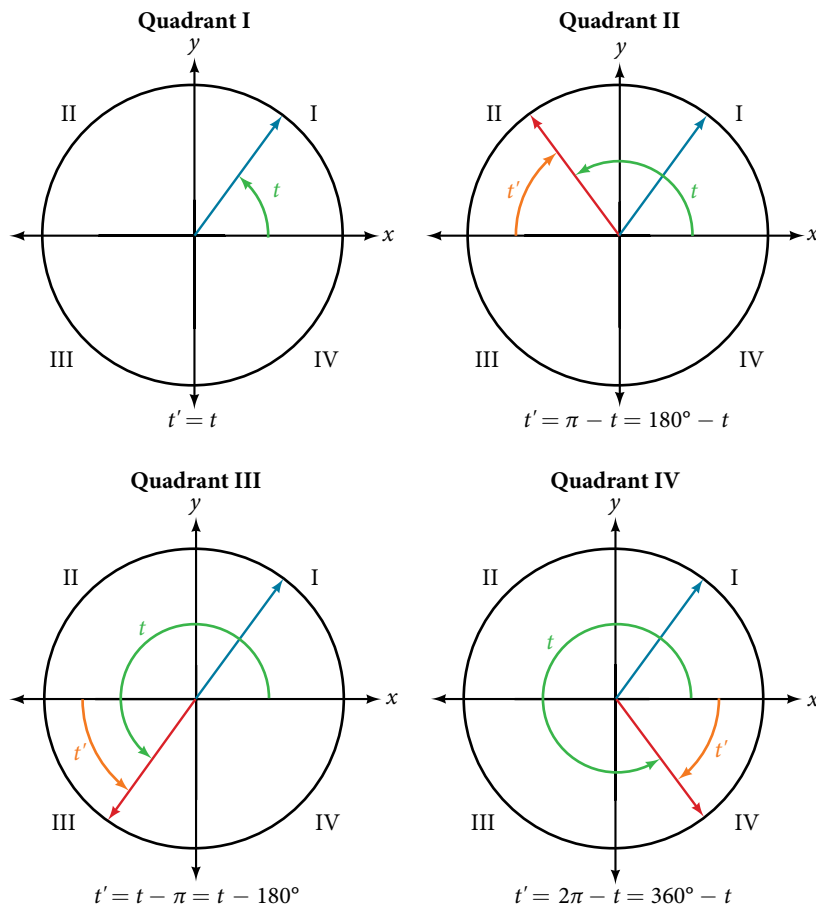 Quadrant I
y
II
I
t
x
III
IV
t′ = t
Quadrant II
y
II
I
t′
t
x
III
IV
t′ = π − t = 180° − t
Quadrant III
y
II
I
t
x
t′
III
IV
t′ = t − π = t − 180°
Quadrant IV
y
II
I
t
x
t′
III
IV
t′ = 2π − t = 360° − t